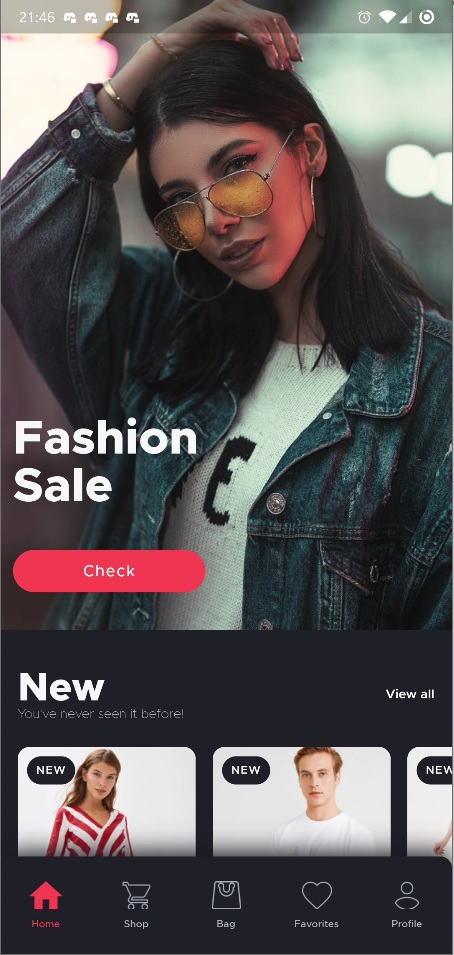 21:46
Fashion
Sale
Check
New
View all
You've never seen it before!
NEW
NEW
NEW
Home
Shop
Bag
Favorites
Profile